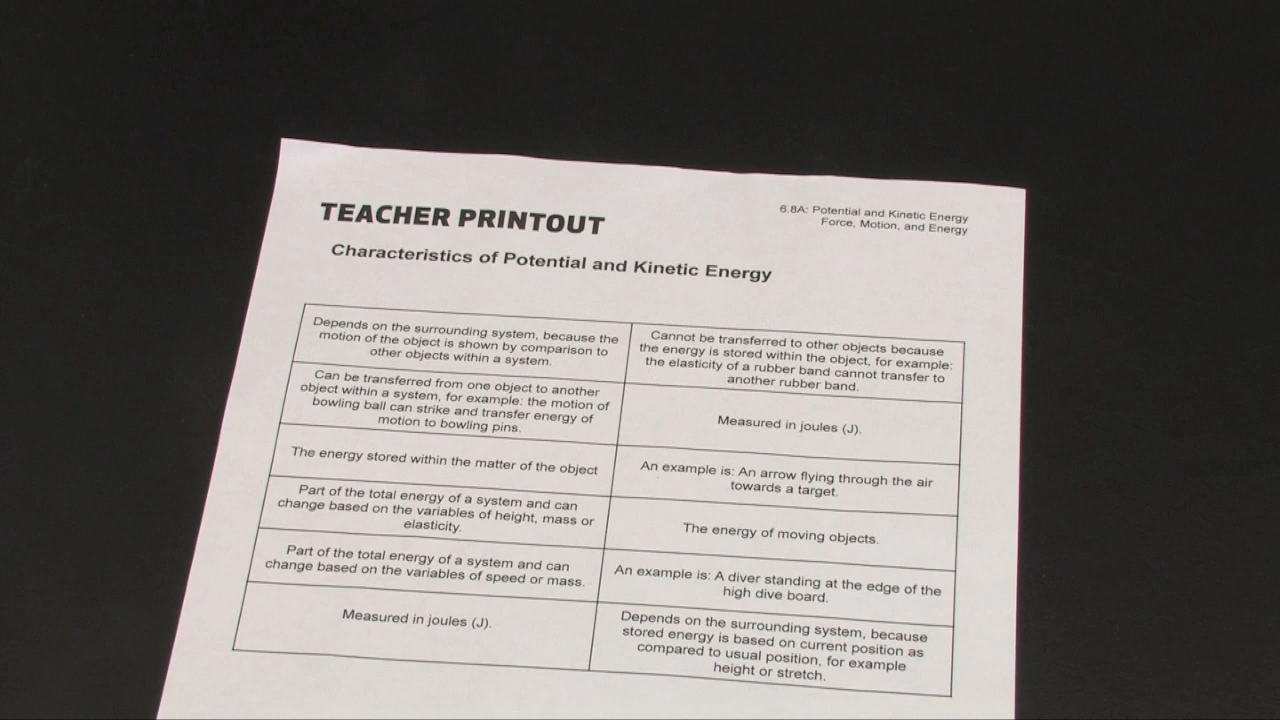 TEACHER PRINTOUT
6.8A: Potential and Kinetic Energy
Force, Motion, and Energy
Characteristics of Potential and Kinetic Energy
Depends on the surrounding system, because the
motion of the object is shown by comparison to
other objects within a system.
Cannot be transferred to other objects because
the energy is stored within the object, for example:
the elasticity of a rubber band cannot transfer to
another rubber band.
Can be transferred from one object to another
object within a system, for example: the motion of
bowling ball can strike and transfer energy of
motion to bowling pins.
Measured in joules (J).
The energy stored within the matter of the object
An example is: An arrow flying through the air
towards a target.
Part of the total energy of a system and can
change based on the variables of height, mass or
elasticity.
The energy of moving objects.
Part of the total energy of a system and can
change based on the variables of speed or mass.
An example is: A diver standing at the edge of the
high dive board.
Measured in joules (J).
Depends on the surrounding system, because
stored energy is based on current position as
compared to usual position, for example
height or stretch.